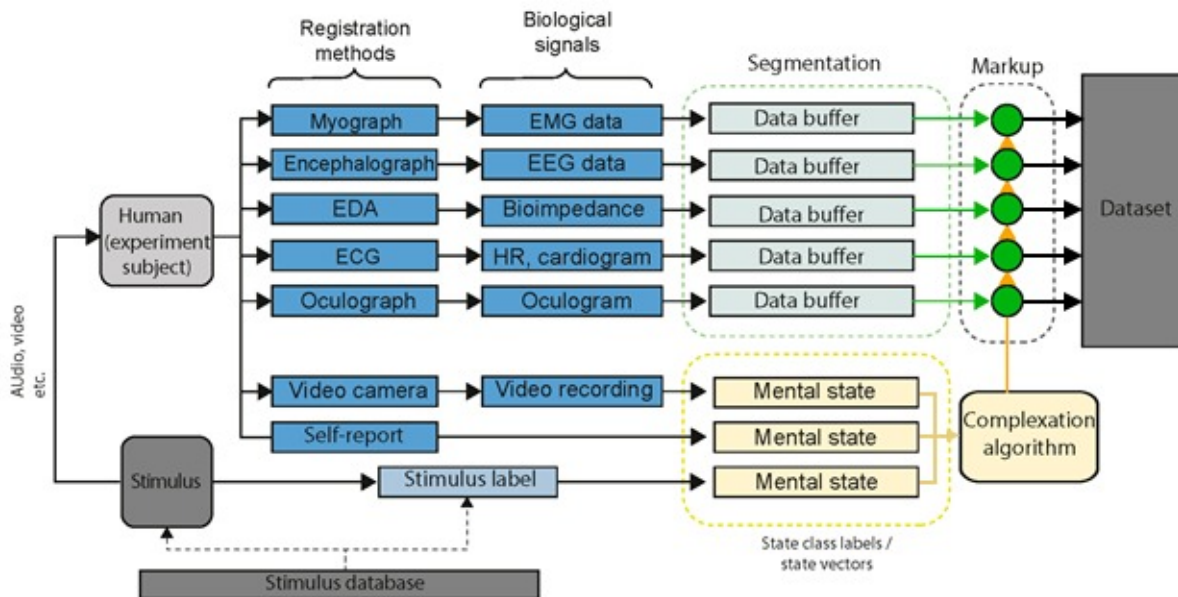 Registration
methods
Biological
signals
Segmentation
Markup
Myograph
EMG data
Data buffer
Encephalograph
EEG data
Data buffer
Human
(experiment
subject)
EDA
Bioimpedance
Data buffer
Dataset
ECG
HR, cardiogram
Data buffer
Oculograph
Oculogram
Data buffer
AUdio, video
etc.
Video camera
Video recording
Mental state
Self-report
Mental state
Complexation
algorithm
Stimulus
Stimulus label
Mental state
State class labels /
state vectors
Stimulus database